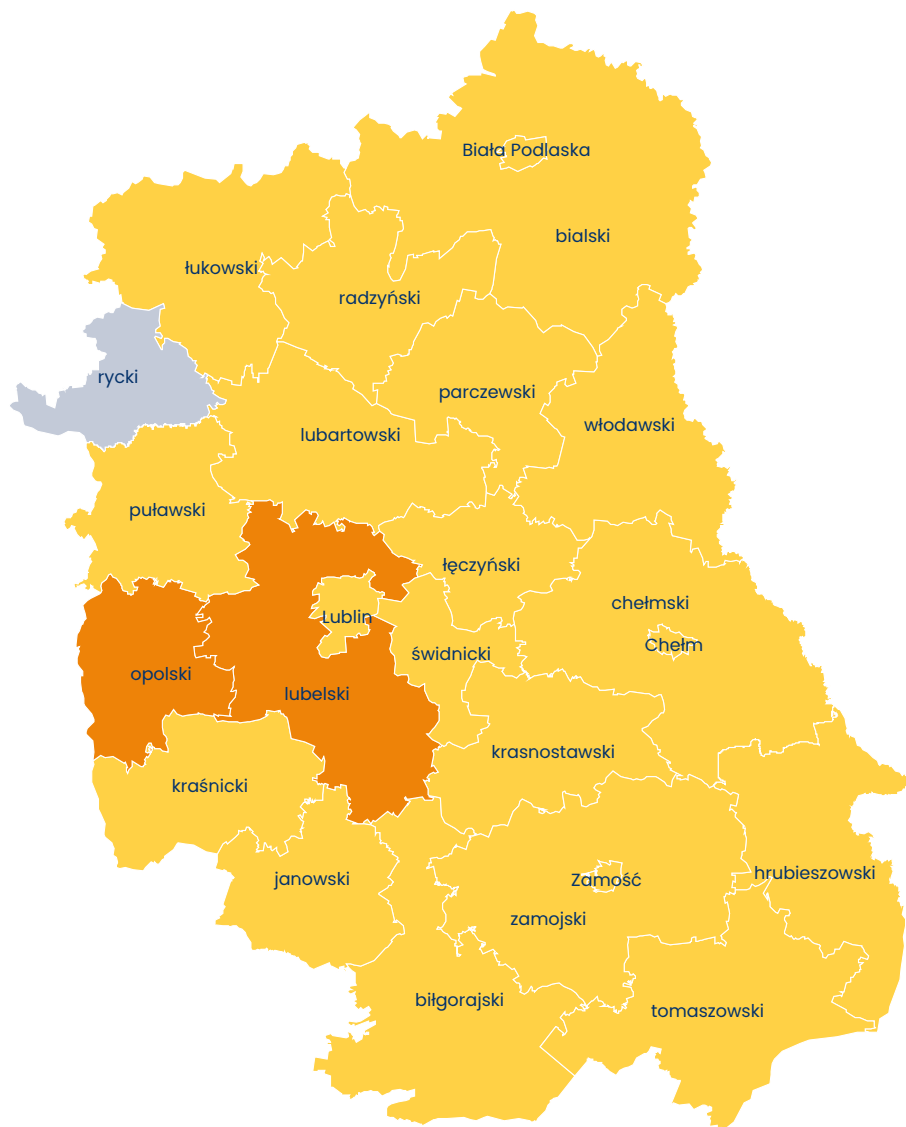 Biała Podlaska
bialski
łukowski
radzyński
rycki
parczewski
włodawski
lubartowski
puławski
łęczyński
chełmski
Lublin
Chełm
świdnicki
opolski
lubelski
krasnostawski
kraśnicki
hrubieszowski
janowski
Zamość
zamojski
biłgorajski
tomaszowski